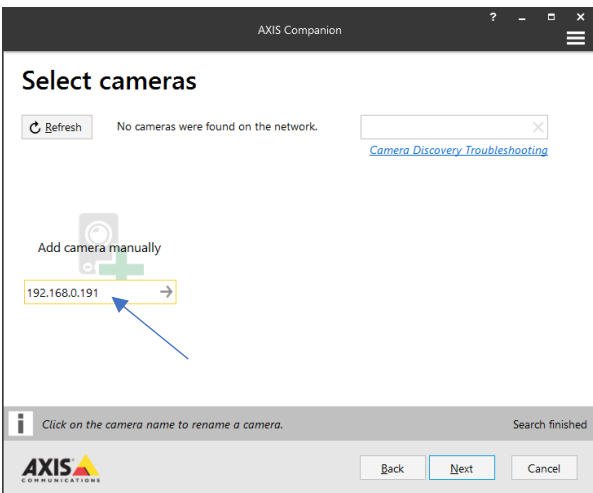 AXIS Companion
?
Select cameras
Refresh
No cameras were found on the network.
Camera Discovery Troubleshooting
Add camera manually
192.168.0.191
Click on the camera name to rename a camera.
Search finished
AXIS
COMMUNICATIONS
Back
Next
Cancel